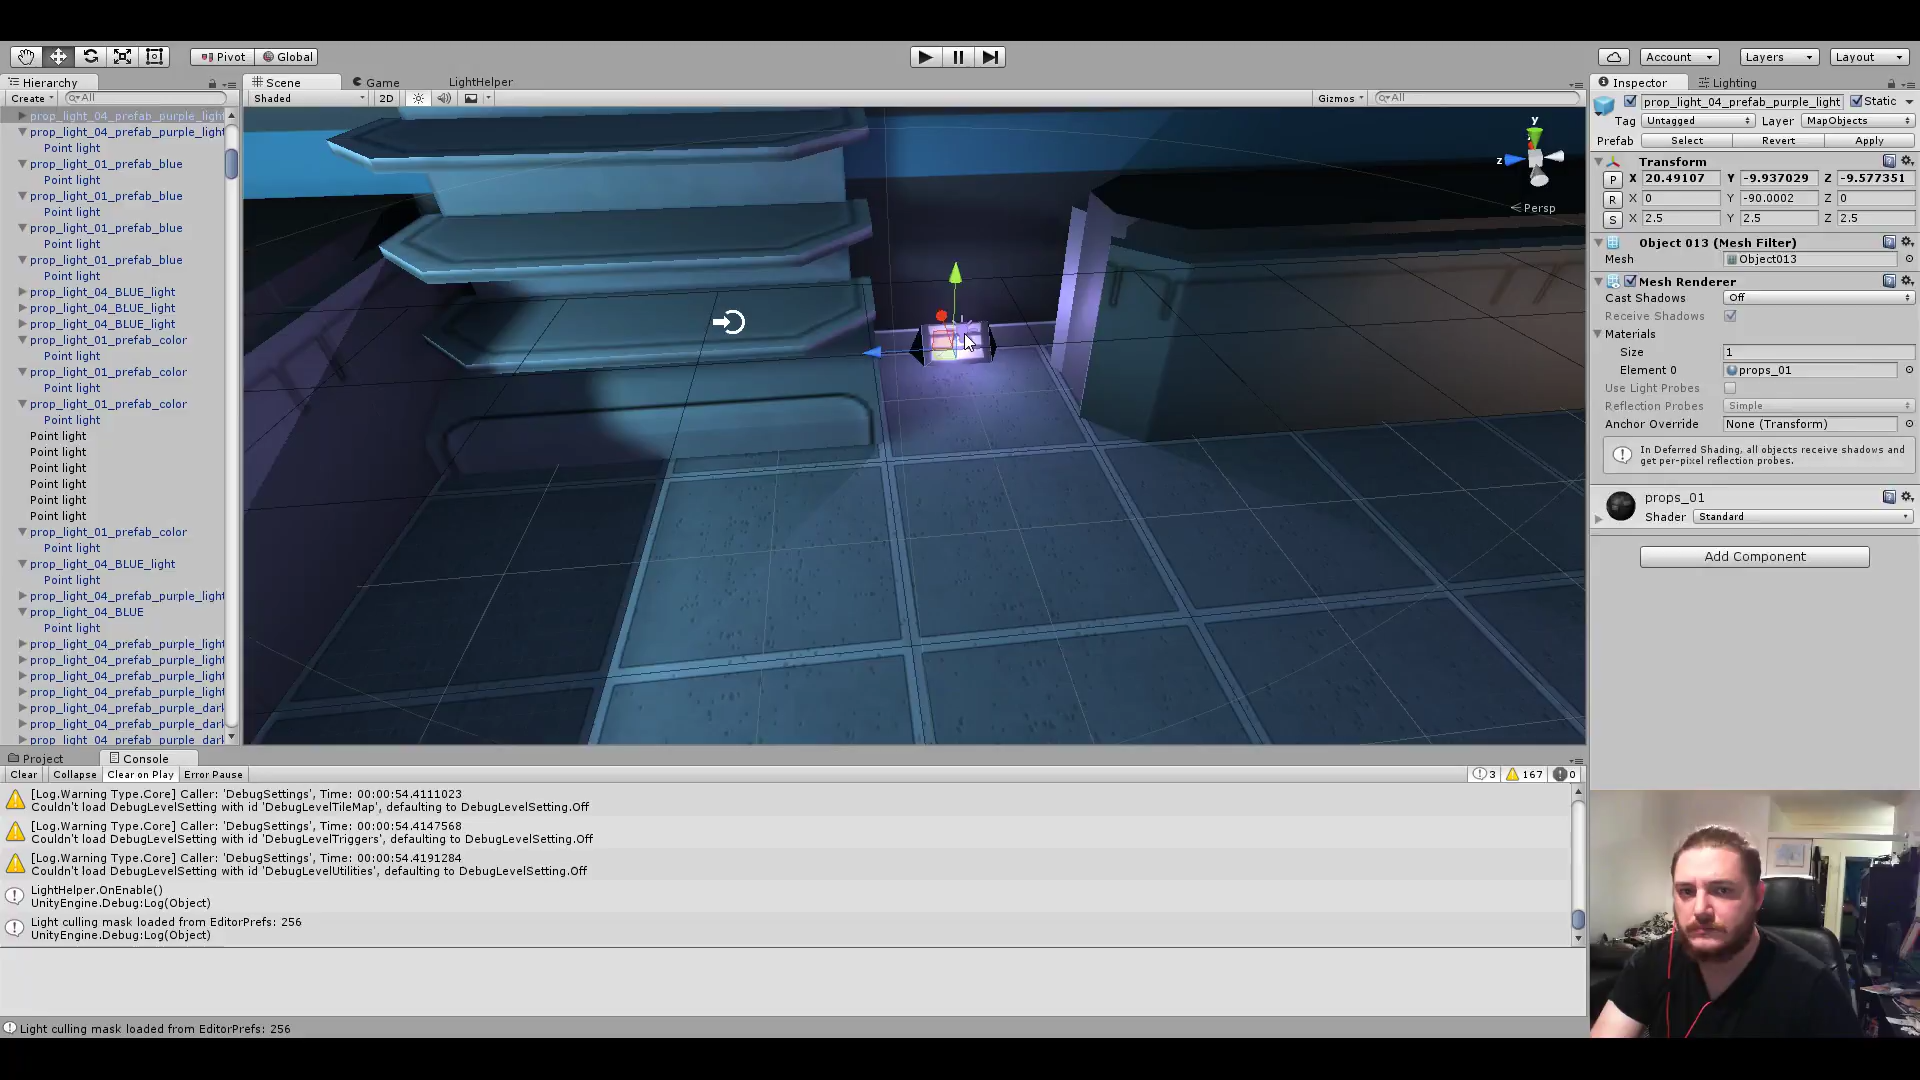 Pivot Global Account Layers Layout
Hierarchy Scene Game LightHelper Inspector Lighting
Create All Shaded 2D Gizmos All
prop_light_04_prefab_purple_light Static
Tag Untagged Layer MapObjects
Prefab Select Revert Apply
Transform
P X 20.49107 Y -9.937029 Z -9.577351
R X 0 Y -90.0002 Z 0
S X 2.5 Y 2.5 Z 2.5
Object 013 (Mesh Filter)
Mesh Object013
Mesh Renderer
Cast Shadows Off
Receive Shadows
Materials
Size 1
Element 0 props_01
Use Light Probes
Reflection Probes Simple
Anchor Override None (Transform)
In Deferred Shading, all objects receive shadows and
get per-pixel reflection probes.
props_01
Shader Standard
Add Component
prop_light_04_prefab_purple_light
prop_light_04_prefab_purple_light
Point light
prop_light_01_prefab_blue
Point light
prop_light_01_prefab_blue
Point light
prop_light_01_prefab_blue
Point light
prop_light_01_prefab_blue
Point light
prop_light_04_BLUE_light
prop_light_04_BLUE_light
prop_light_04_BLUE_light
prop_light_01_prefab_color
Point light
prop_light_01_prefab_color
Point light
prop_light_01_prefab_color
Point light
Point light
Point light
Point light
Point light
Point light
Point light
prop_light_01_prefab_color
Point light
prop_light_04_BLUE_light
Point light
prop_light_04_prefab_purple_light
prop_light_04_BLUE
Point light
prop_light_04_prefab_purple_light
prop_light_04_prefab_purple_light
prop_light_04_prefab_purple_light
prop_light_04_prefab_purple_light
prop_light_04_prefab_purple_dark
prop_light_04_prefab_purple_dark
prop_light_04_prefab_purple_dark
y
z
Persp
Project Console
Clear Collapse Clear on Play Error Pause 3 167 0
[Log.Warning Type.Core] Caller: 'DebugSettings', Time: 00:00:54.4111023
Couldn't load DebugLevelSetting with id 'DebugLevelTileMap', defaulting to DebugLevelSetting.Off
[Log.Warning Type.Core] Caller: 'DebugSettings', Time: 00:00:54.4147568
Couldn't load DebugLevelSetting with id 'DebugLevelTriggers', defaulting to DebugLevelSetting.Off
[Log.Warning Type.Core] Caller: 'DebugSettings', Time: 00:00:54.4191284
Couldn't load DebugLevelSetting with id 'DebugLevelUtilities', defaulting to DebugLevelSetting.Off
LightHelper.OnEnable()
UnityEngine.Debug:Log(Object)
Light culling mask loaded from EditorPrefs: 256
UnityEngine.Debug:Log(Object)
Light culling mask loaded from EditorPrefs: 256